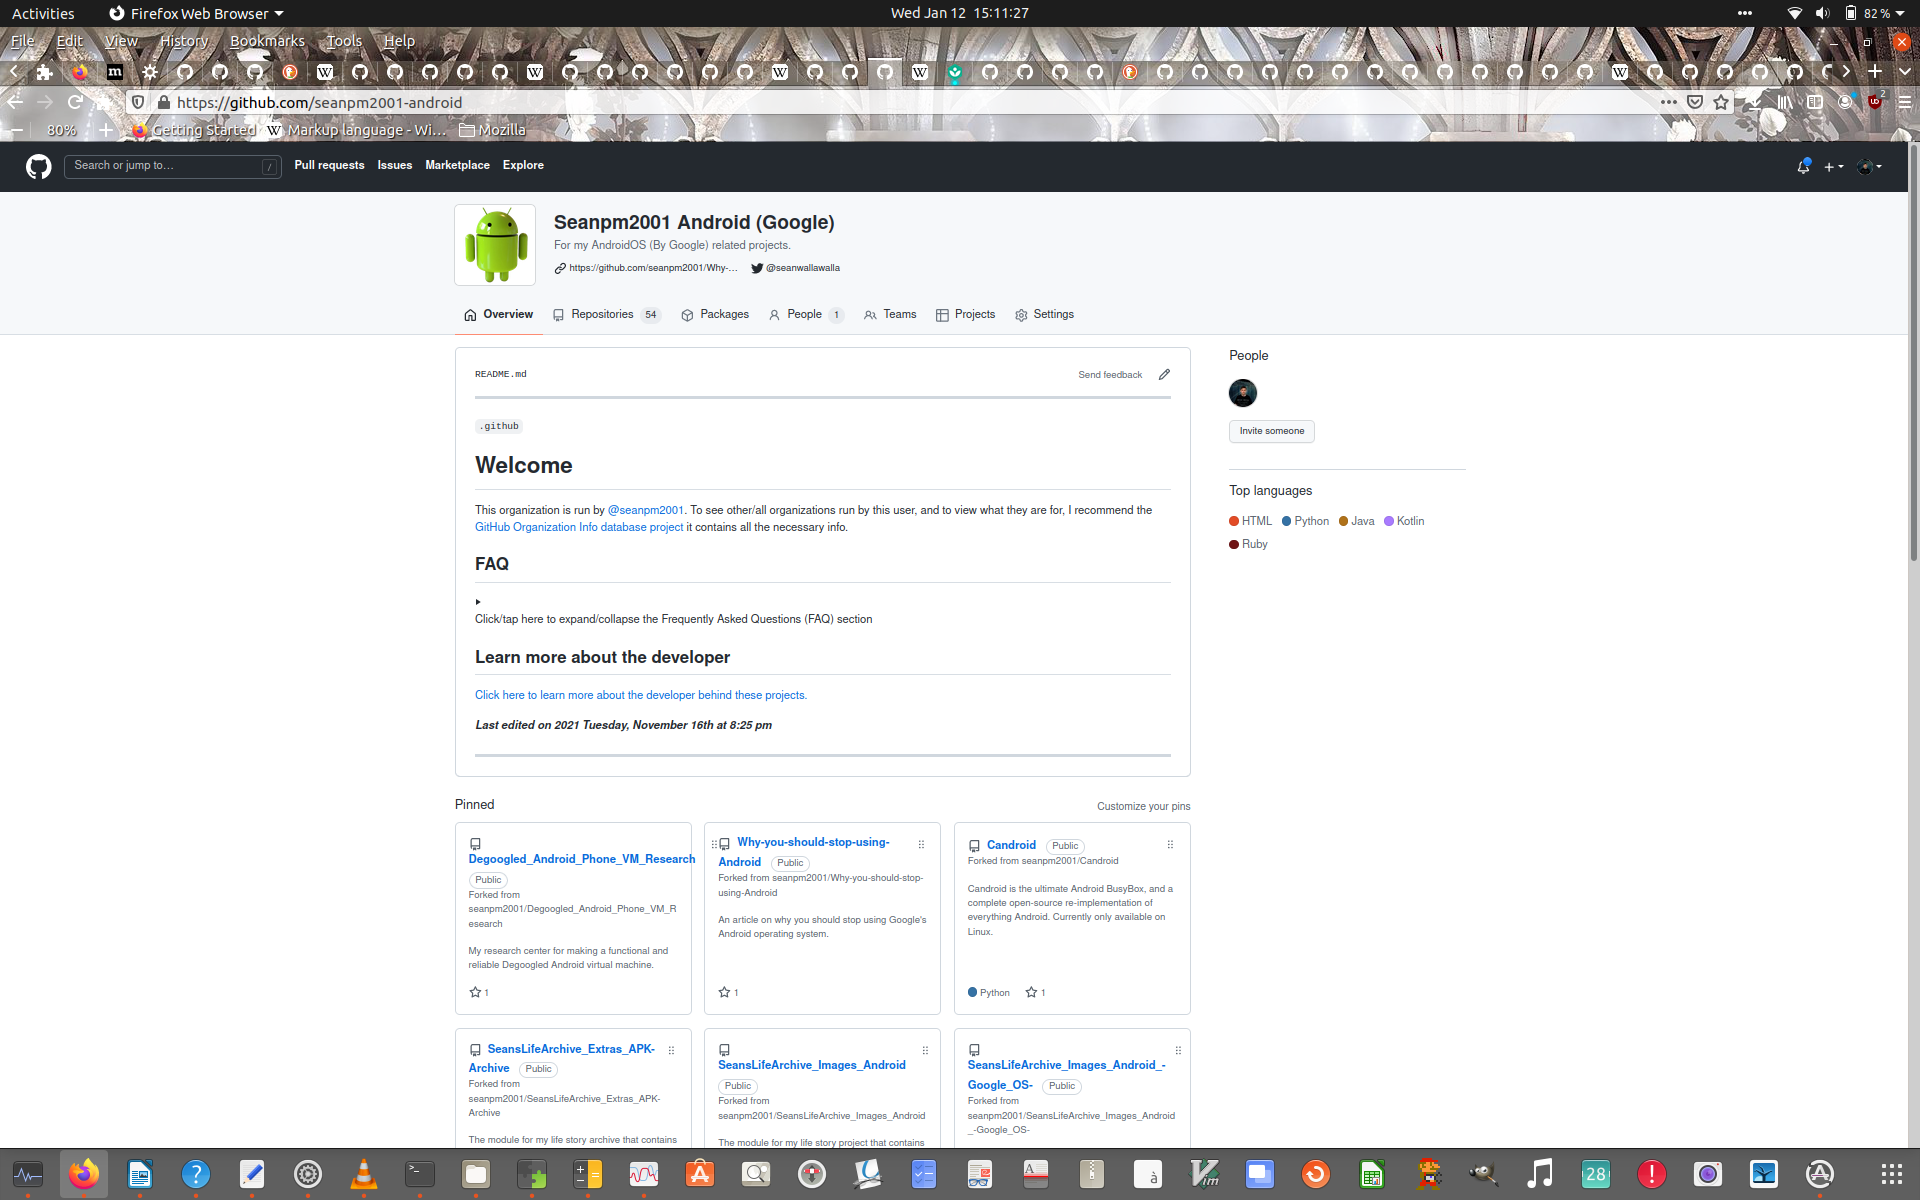 Activities
Firefox Web Browser
Wed Jan 12 15:11:27
82 %
File Edit View History Bookmarks Tools Help
https://github.com/seanpm2001-android
80%
Getting Started
Markup language - Wi…
Mozilla
Search or jump to…
/
Pull requests Issues Marketplace Explore
Seanpm2001 Android (Google)
For my AndroidOS (By Google) related projects.
https://github.com/seanpm2001/Why-…
@seanwallawalla
Overview
Repositories 54
Packages
People 1
Teams
Projects
Settings
README.md
Send feedback
.github
Welcome
This organization is run by @seanpm2001. To see other/all organizations run by this user, and to view what they are for, I recommend the
GitHub Organization Info database project it contains all the necessary info.
FAQ
Click/tap here to expand/collapse the Frequently Asked Questions (FAQ) section
Learn more about the developer
Click here to learn more about the developer behind these projects.
Last edited on 2021 Tuesday, November 16th at 8:25 pm
People
Invite someone
Top languages
HTML Python Java Kotlin
Ruby
Pinned
Customize your pins
Degoogled_Android_Phone_VM_Research
Public
Forked from
seanpm2001/Degoogled_Android_Phone_VM_R
esearch
My research center for making a functional and
reliable Degoogled Android virtual machine.
1
Why-you-should-stop-using-
Android Public
Forked from seanpm2001/Why-you-should-stop-
using-Android
An article on why you should stop using Google's
Android operating system.
1
Candroid Public
Forked from seanpm2001/Candroid
Candroid is the ultimate Android BusyBox, and a
complete open-source re-implementation of
everything Android. Currently only available on
Linux.
Python 1
SeansLifeArchive_Extras_APK-
Archive Public
Forked from
seanpm2001/SeansLifeArchive_Extras_APK-
Archive
The module for my life story archive that contains
SeansLifeArchive_Images_Android
Public
Forked from
seanpm2001/SeansLifeArchive_Images_Android
The module for my life story project that contains
SeansLifeArchive_Images_Android_-
Google_OS- Public
Forked from
seanpm2001/SeansLifeArchive_Images_Android
_-Google_OS-
28